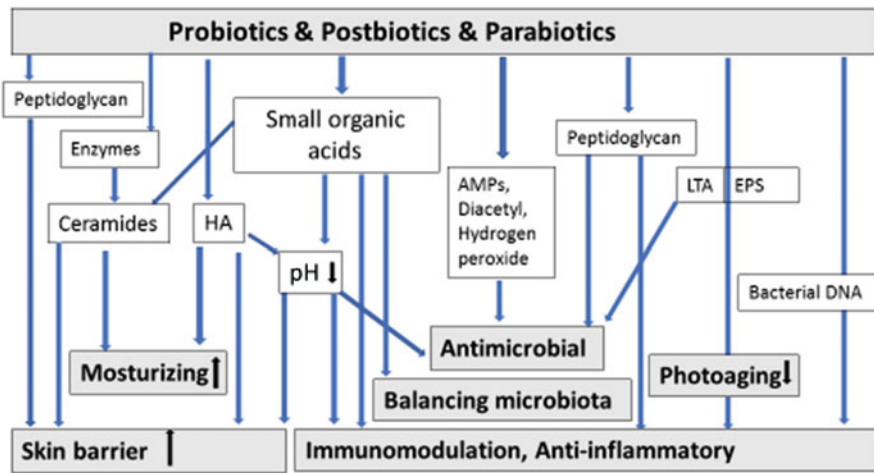 Probiotics & Postbiotics & Parabiotics
Peptidoglycan
Enzymes
Ceramides
HA
Small organic
acids
pH
AMPs,
Diacetyl,
Hydrogen
peroxide
Peptidoglycan
LTA EPS
Bacterial DNA
Antimicrobial
Mosturizing
Photoaging
Balancing microbiota
Skin barrier
Immunomodulation, Anti-inflammatory